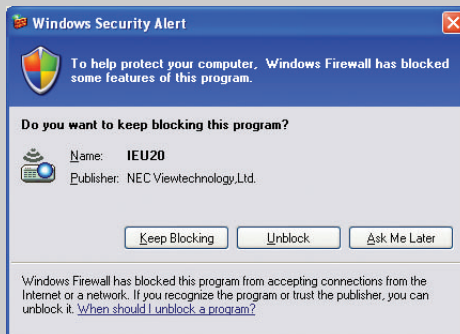 Windows Security Alert
To help protect your computer, Windows Firewall has blocked
some features of this program.
Do you want to keep blocking this program?
Name: IEU20
Publisher: NEC Viewtechnology,Ltd.
Keep Blocking Unblock Ask Me Later
Windows Firewall has blocked this program from accepting connections from the
Internet or a network. If you recognize the program or trust the publisher, you can
unblock it. When should I unblock a program?